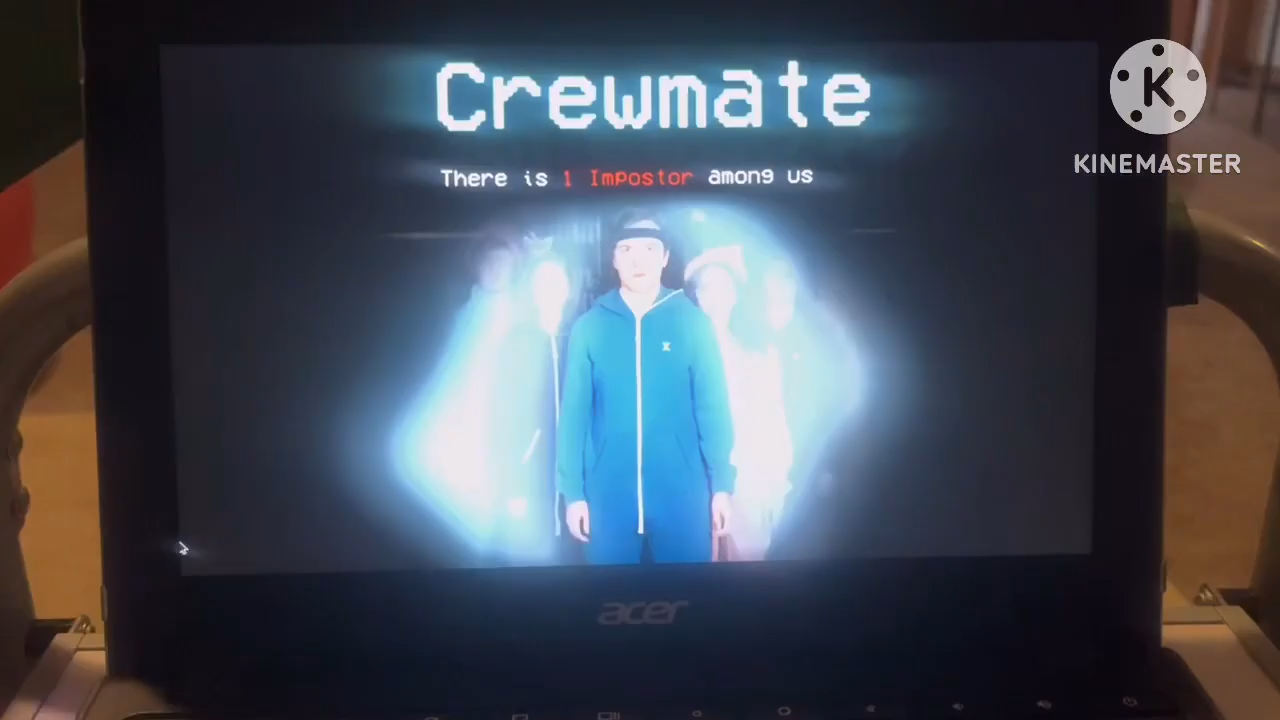 Crewmate
There is 1 Impostor among us
K
KINEMASTER
acer